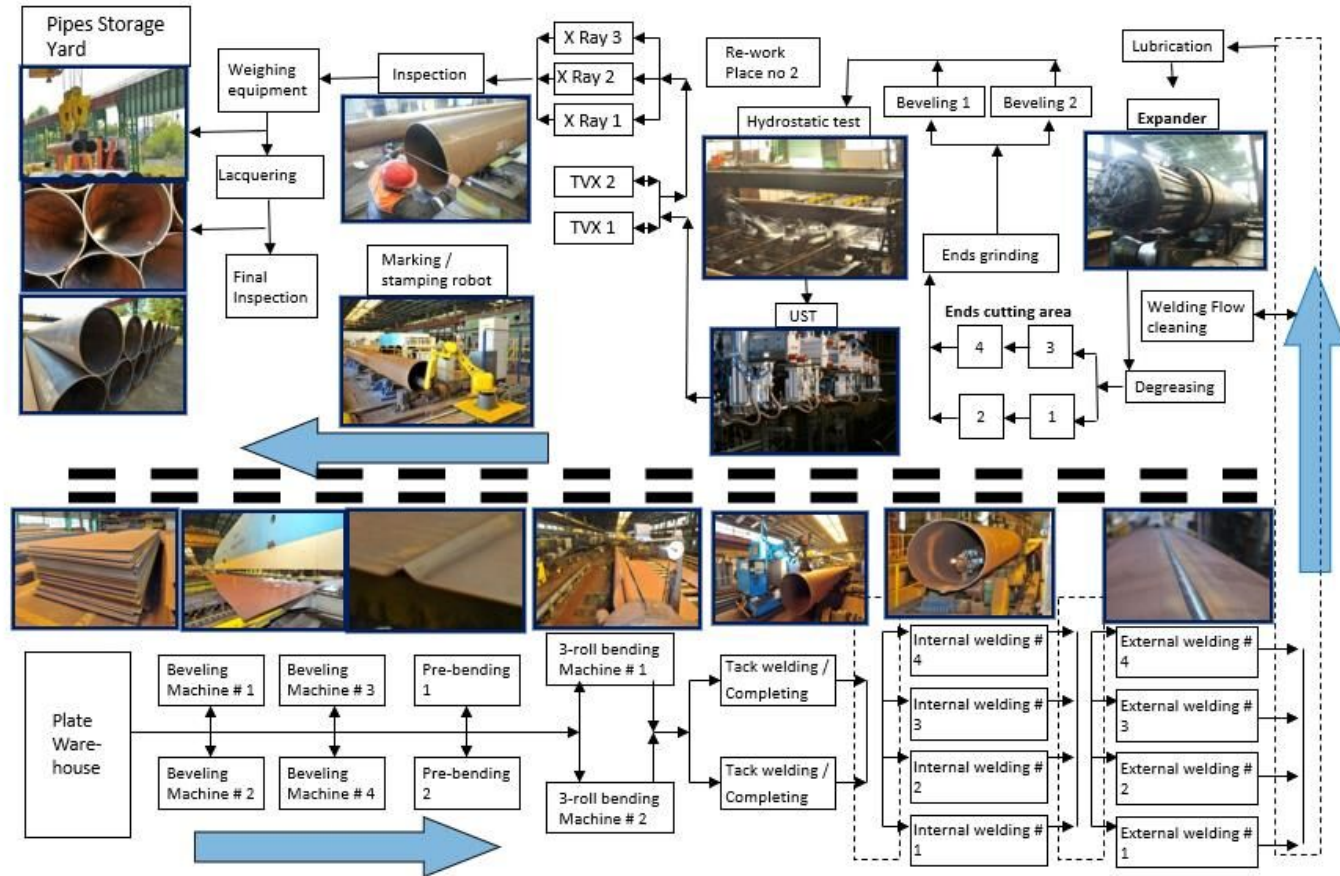 Pipes Storage
Yard
Weighing
equipment
Inspection
X Ray 3
X Ray 2
X Ray 1
Re-work
Place no 2
Lubrication
Beveling 1
Beveling 2
Hydrostatic test
Expander
Lacquering
TVX 2
TVX 1
Final
Inspection
Marking /
stamping robot
Ends grinding
UST
Ends cutting area
4
3
2
1
Welding Flow
cleaning
Degreasing
Plate
Ware-
house
Beveling
Machine # 1
Beveling
Machine # 3
Pre-bending
1
3-roll bending
Machine # 1
Tack welding /
Completing
Internal welding #
4
External welding #
4
Internal welding #
3
External welding #
3
Beveling
Machine # 2
Beveling
Machine # 4
Pre-bending
2
3-roll bending
Machine # 2
Tack welding /
Completing
Internal welding #
2
External welding #
2
Internal welding #
1
External welding #
1